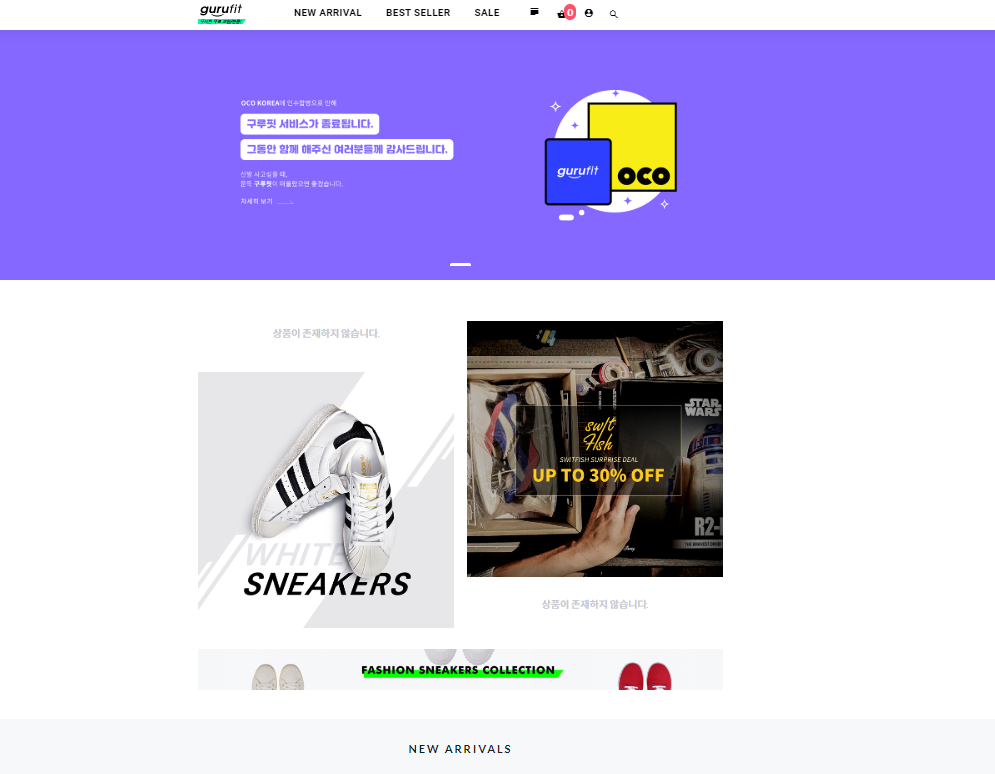 gurufit
NEW ARRIVAL
BEST SELLER
SALE
0
OCO KOREA에 인수합병으로 인해
구루핏 서비스가 종료됩니다.
그동안 함께 해주신 여러분들께 감사드립니다.
신발 사고싶을 때,
문득 구루핏이 떠올랐으면 좋겠습니다.
자세히 보기
gurufit
OCO
상품이 존재하지 않습니다.
WHITE
SNEAKERS
STAR
WARS
swift
Fish
SWITFISH SURPRISE DEAL
UP TO 30% OFF
상품이 존재하지 않습니다.
FASHION SNEAKERS COLLECTION
NEW ARRIVALS